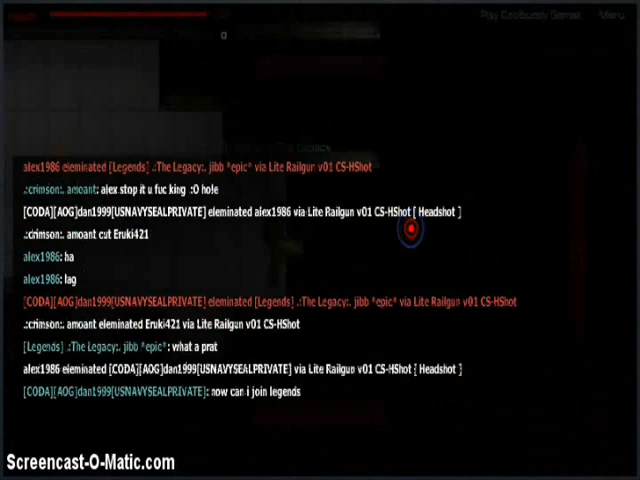 Play Coolbuddy Games Menu
alex1986 eleminated [Legends] .:The Legacy:. jibb *epic* via Lite Railgun v01 CS-HShot
.:crimson:. amoant: alex stop it u fuc king :O hole
[CODA][AOG]dan1999[USNAVYSEALPRIVATE] eleminated alex1986 via Lite Railgun v01 CS-HShot [ Headshot ]
.:crimson:. amoant cut Eruki421
alex1986: ha
alex1986: lag
[CODA][AOG]dan1999[USNAVYSEALPRIVATE] eleminated [Legends] .:The Legacy:. jibb *epic* via Lite Railgun v01 CS-HShot
.:crimson:. amoant eleminated Eruki421 via Lite Railgun v01 CS-HShot
[Legends] .:The Legacy:. jibb *epic*: what a prat
alex1986 eleminated [CODA][AOG]dan1999[USNAVYSEALPRIVATE] via Lite Railgun v01 CS-HShot [ Headshot ]
[CODA][AOG]dan1999[USNAVYSEALPRIVATE]: now can i join legends
Screencast-O-Matic.com